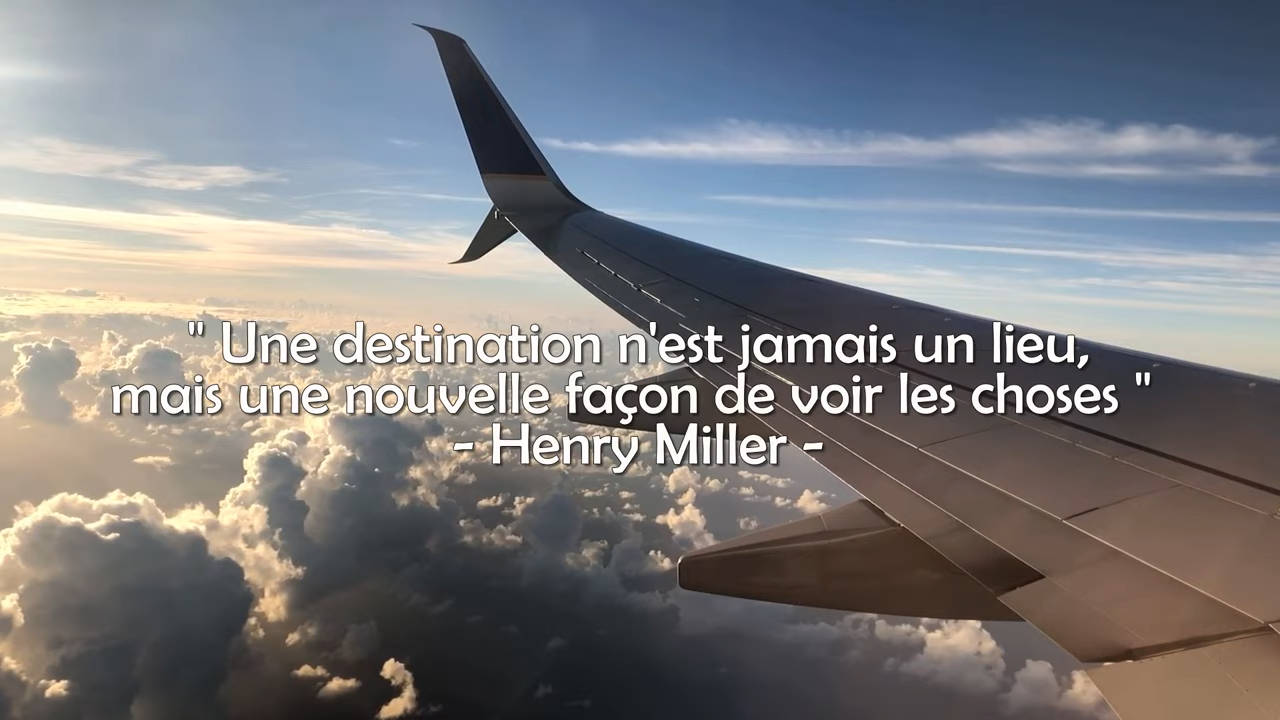 " Une destination n'est jamais un lieu,
mais une nouvelle façon de voir les choses "
- Henry Miller -